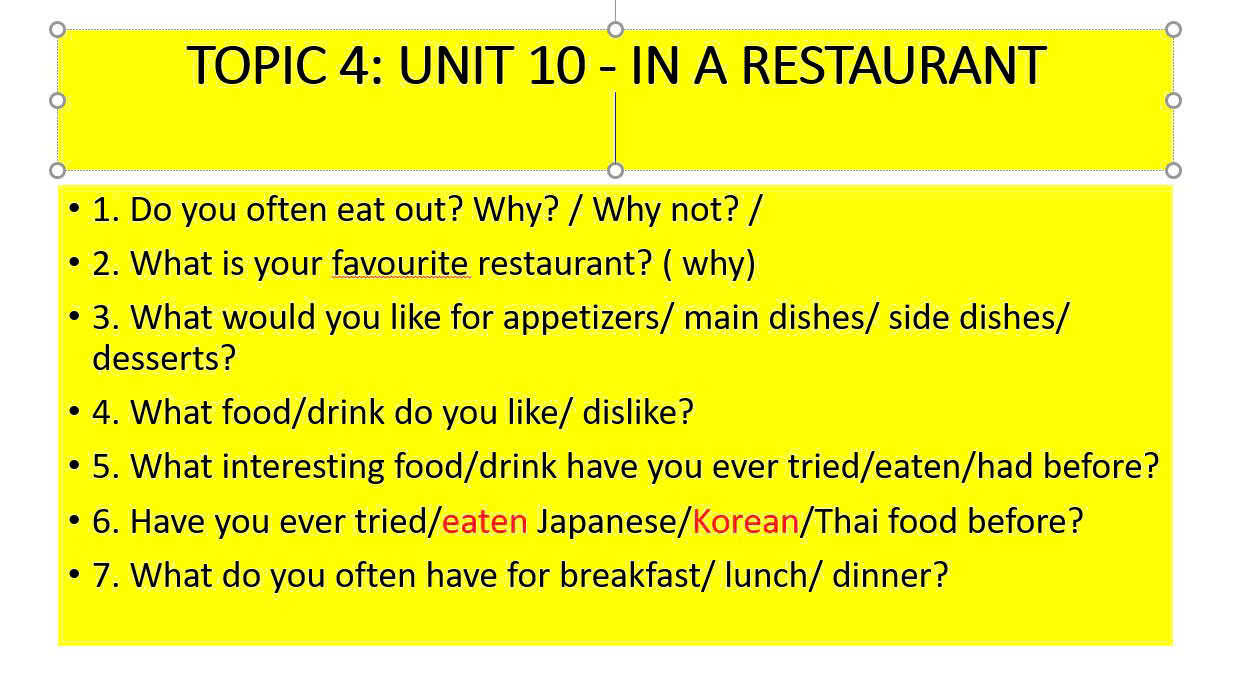 TOPIC 4: UNIT 10 - IN A RESTAURANT
• 1. Do you often eat out? Why? / Why not? /
• 2. What is your favourite restaurant? ( why)
• 3. What would you like for appetizers/ main dishes/ side dishes/
desserts?
• 4. What food/drink do you like/ dislike?
• 5. What interesting food/drink have you ever tried/eaten/had before?
• 6. Have you ever tried/eaten Japanese/Korean/Thai food before?
• 7. What do you often have for breakfast/ lunch/ dinner?